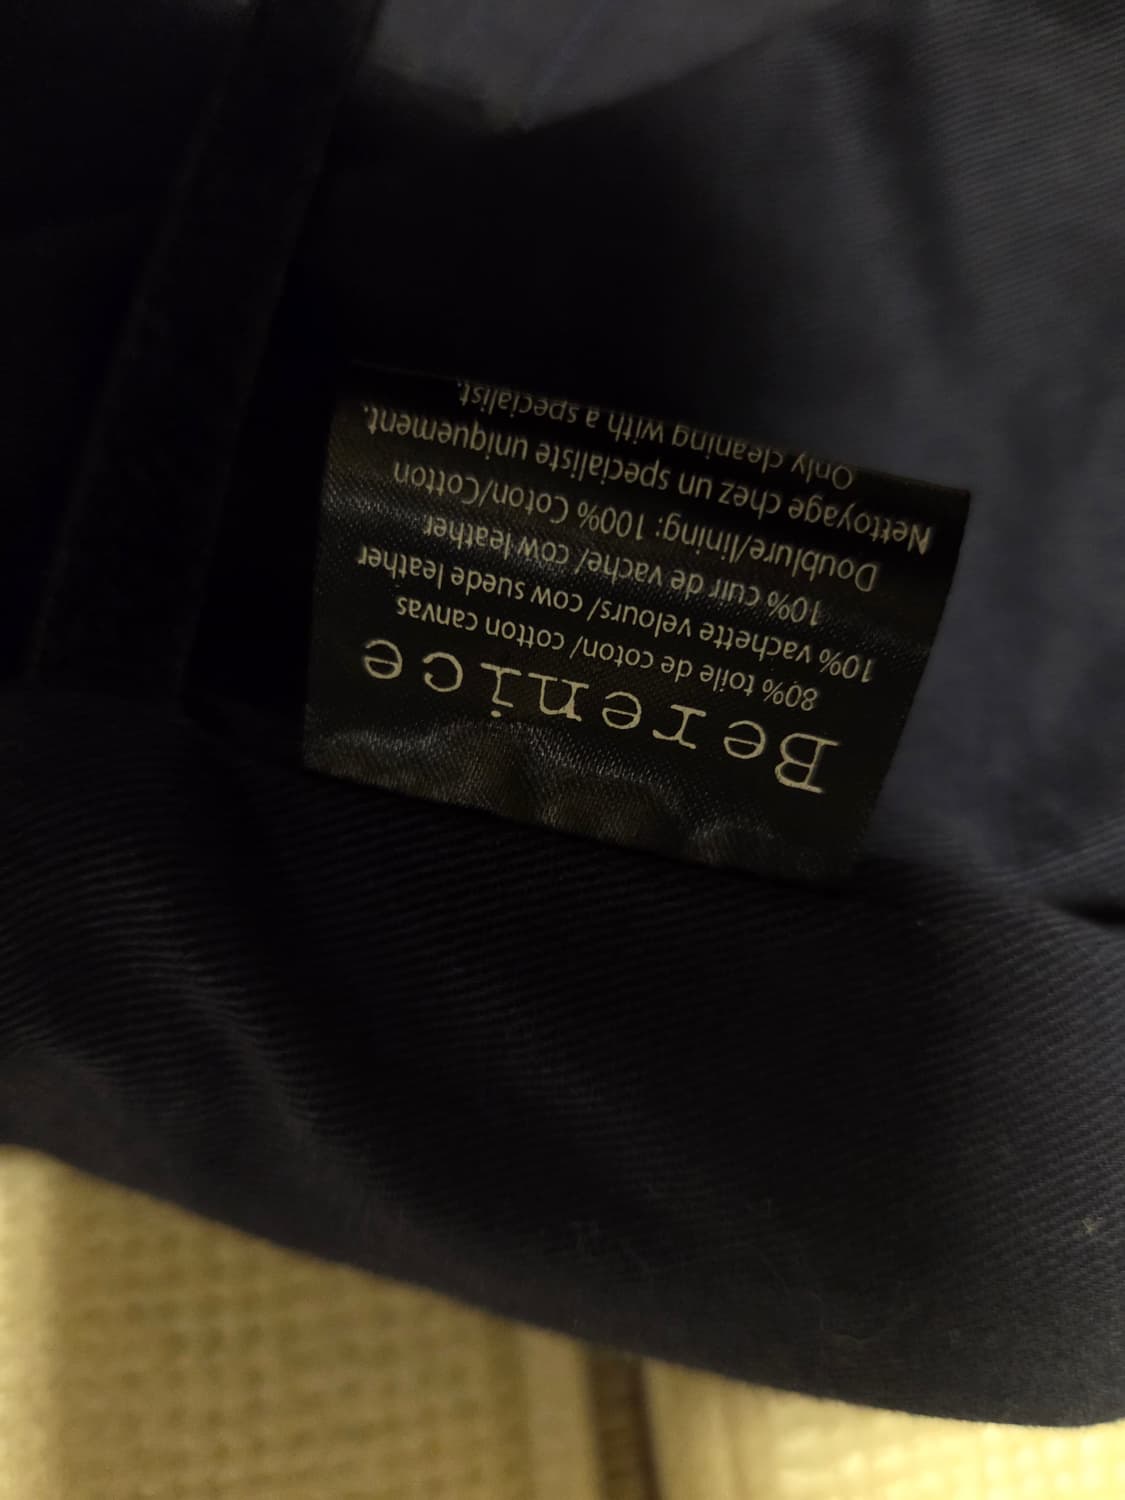 Berenice
80% toile de coton/ cotton canvas
10% vachette velours/ cow suede leather
10% cuir de vache/ cow leather
Doublure/lining: 100% Coton/Cotton
Nettoyage chez un specialiste uniquement.
Only cleaning with a specialist.